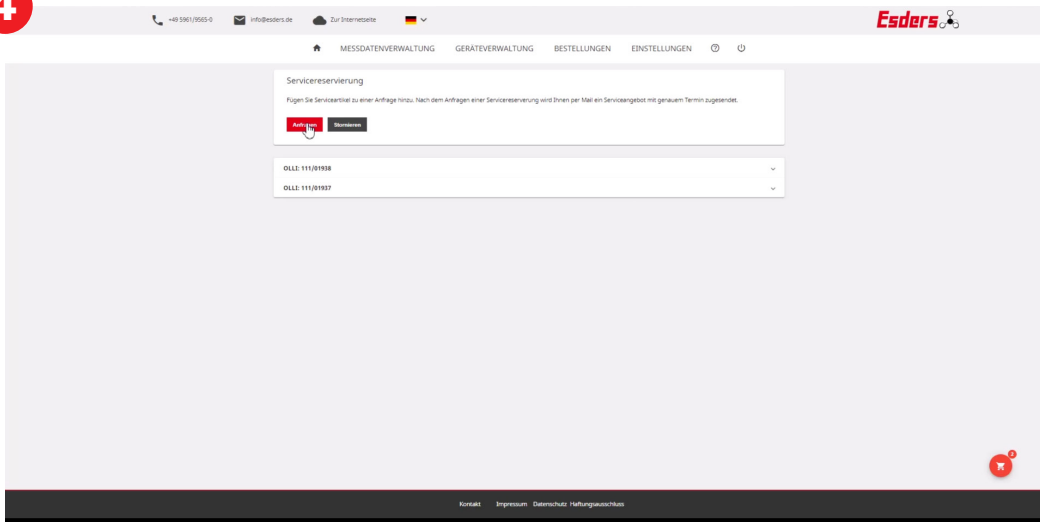 4
+49 5961/9565-0 info@esders.de Zur Internetseite Esders
MESSDATENVERWALTUNG GERÄTEVERWALTUNG BESTELLUNGEN EINSTELLUNGEN
Servicereservierung
Fügen Sie Serviceartikel zu einer Anfrage hinzu. Nach dem Anfragen einer Servicereserverung wird Ihnen per Mail ein Serviceangebot mit genauem Termin zugesendet.
Anfragen Stornieren
OLLI: 111/01938
OLLI: 111/01937
Kontakt Impressum Datenschutz Haftungsausschluss